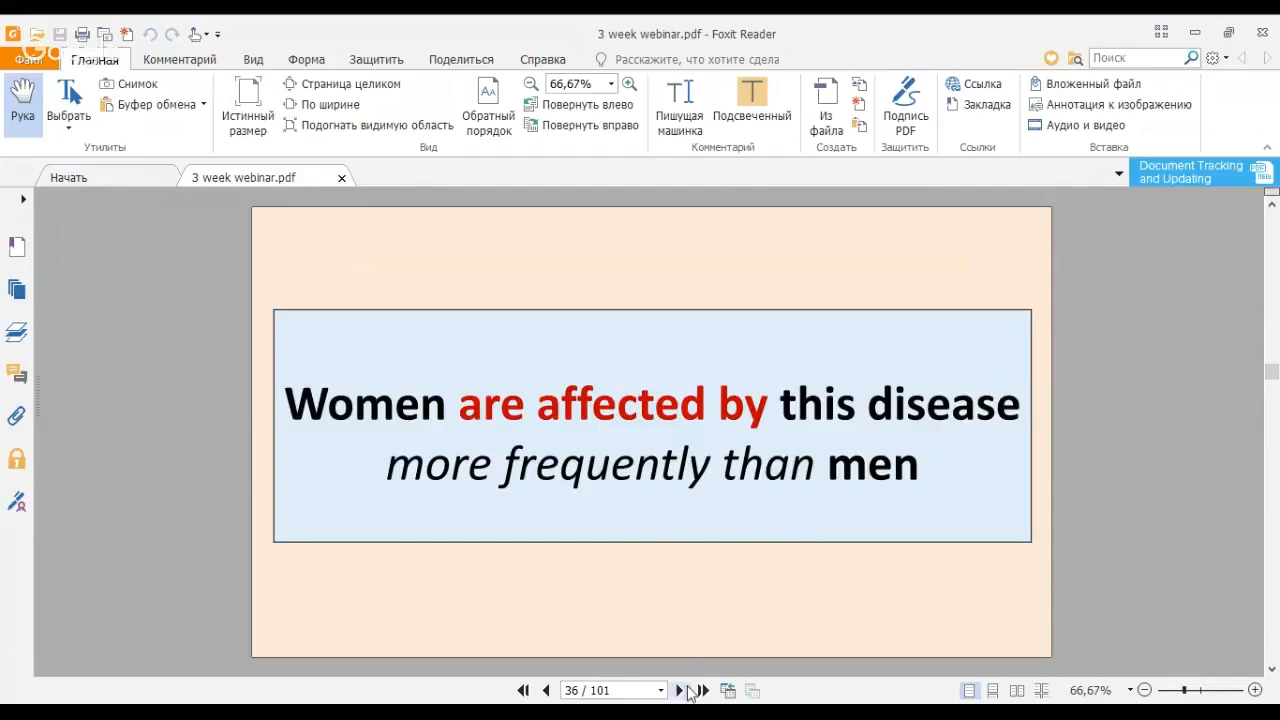 3 week webinar.pdf - Foxit Reader
Файл Главная Комментарий Вид Форма Защитить Поделиться Справка Расскажите, что хотите сдела Поиск
Рука
Выбрать
Снимок
Буфер обмена
Утилиты
Истинный размер
Страница целиком
По ширине
Подогнать видимую область
Обратный порядок
66,67%
Повернуть влево
Повернуть вправо
Вид
Пишущая машинка
Подсвеченный
Комментарий
Из файла
Создать
Подпись PDF
Защитить
Ссылка
Закладка
Ссылки
Вложенный файл
Аннотация к изображению
Аудио и видео
Вставка
Начать
3 week webinar.pdf
Document Tracking
and Updating
Women are affected by this disease
more frequently than men
36 / 101
66,67%